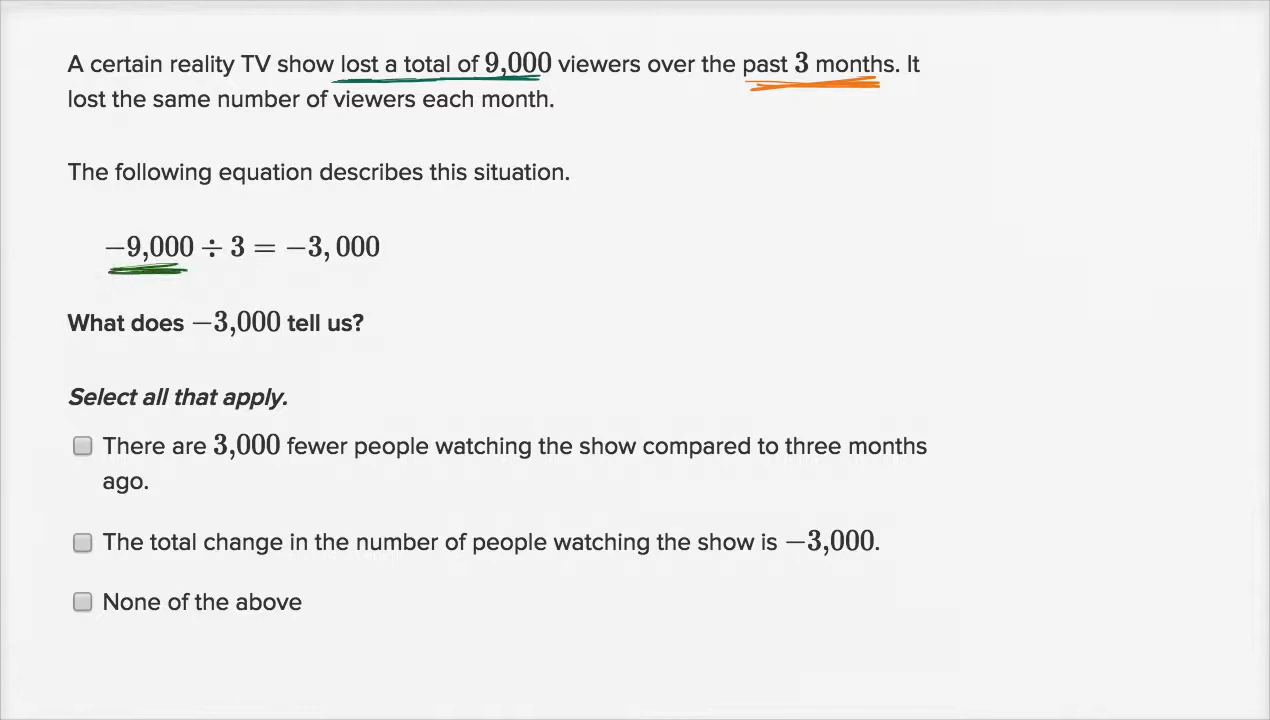 A certain reality TV show lost a total of 9,000 viewers over the past 3 months. It
lost the same number of viewers each month.
The following equation describes this situation.
−9,000 ÷ 3 = −3, 000
What does −3,000 tell us?
Select all that apply.
There are 3,000 fewer people watching the show compared to three months
ago.
The total change in the number of people watching the show is −3,000.
None of the above